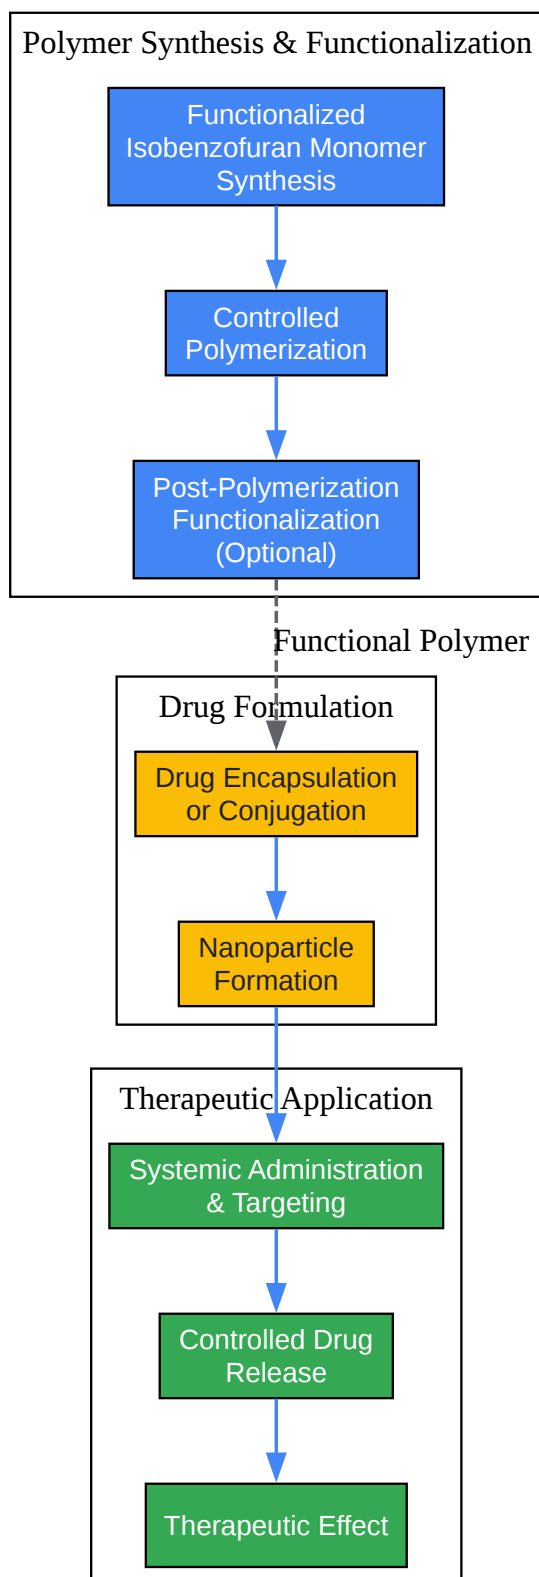 Polymer Synthesis & Functionalization
Functionalized
Isobenzofuran Monomer
Synthesis
Controlled
Polymerization
Post-Polymerization
Functionalization
(Optional)
Functional Polymer
Drug Formulation
Drug Encapsulation
or Conjugation
Nanoparticle
Formation
Therapeutic Application
Systemic Administration
& Targeting
Controlled Drug
Release
Therapeutic Effect